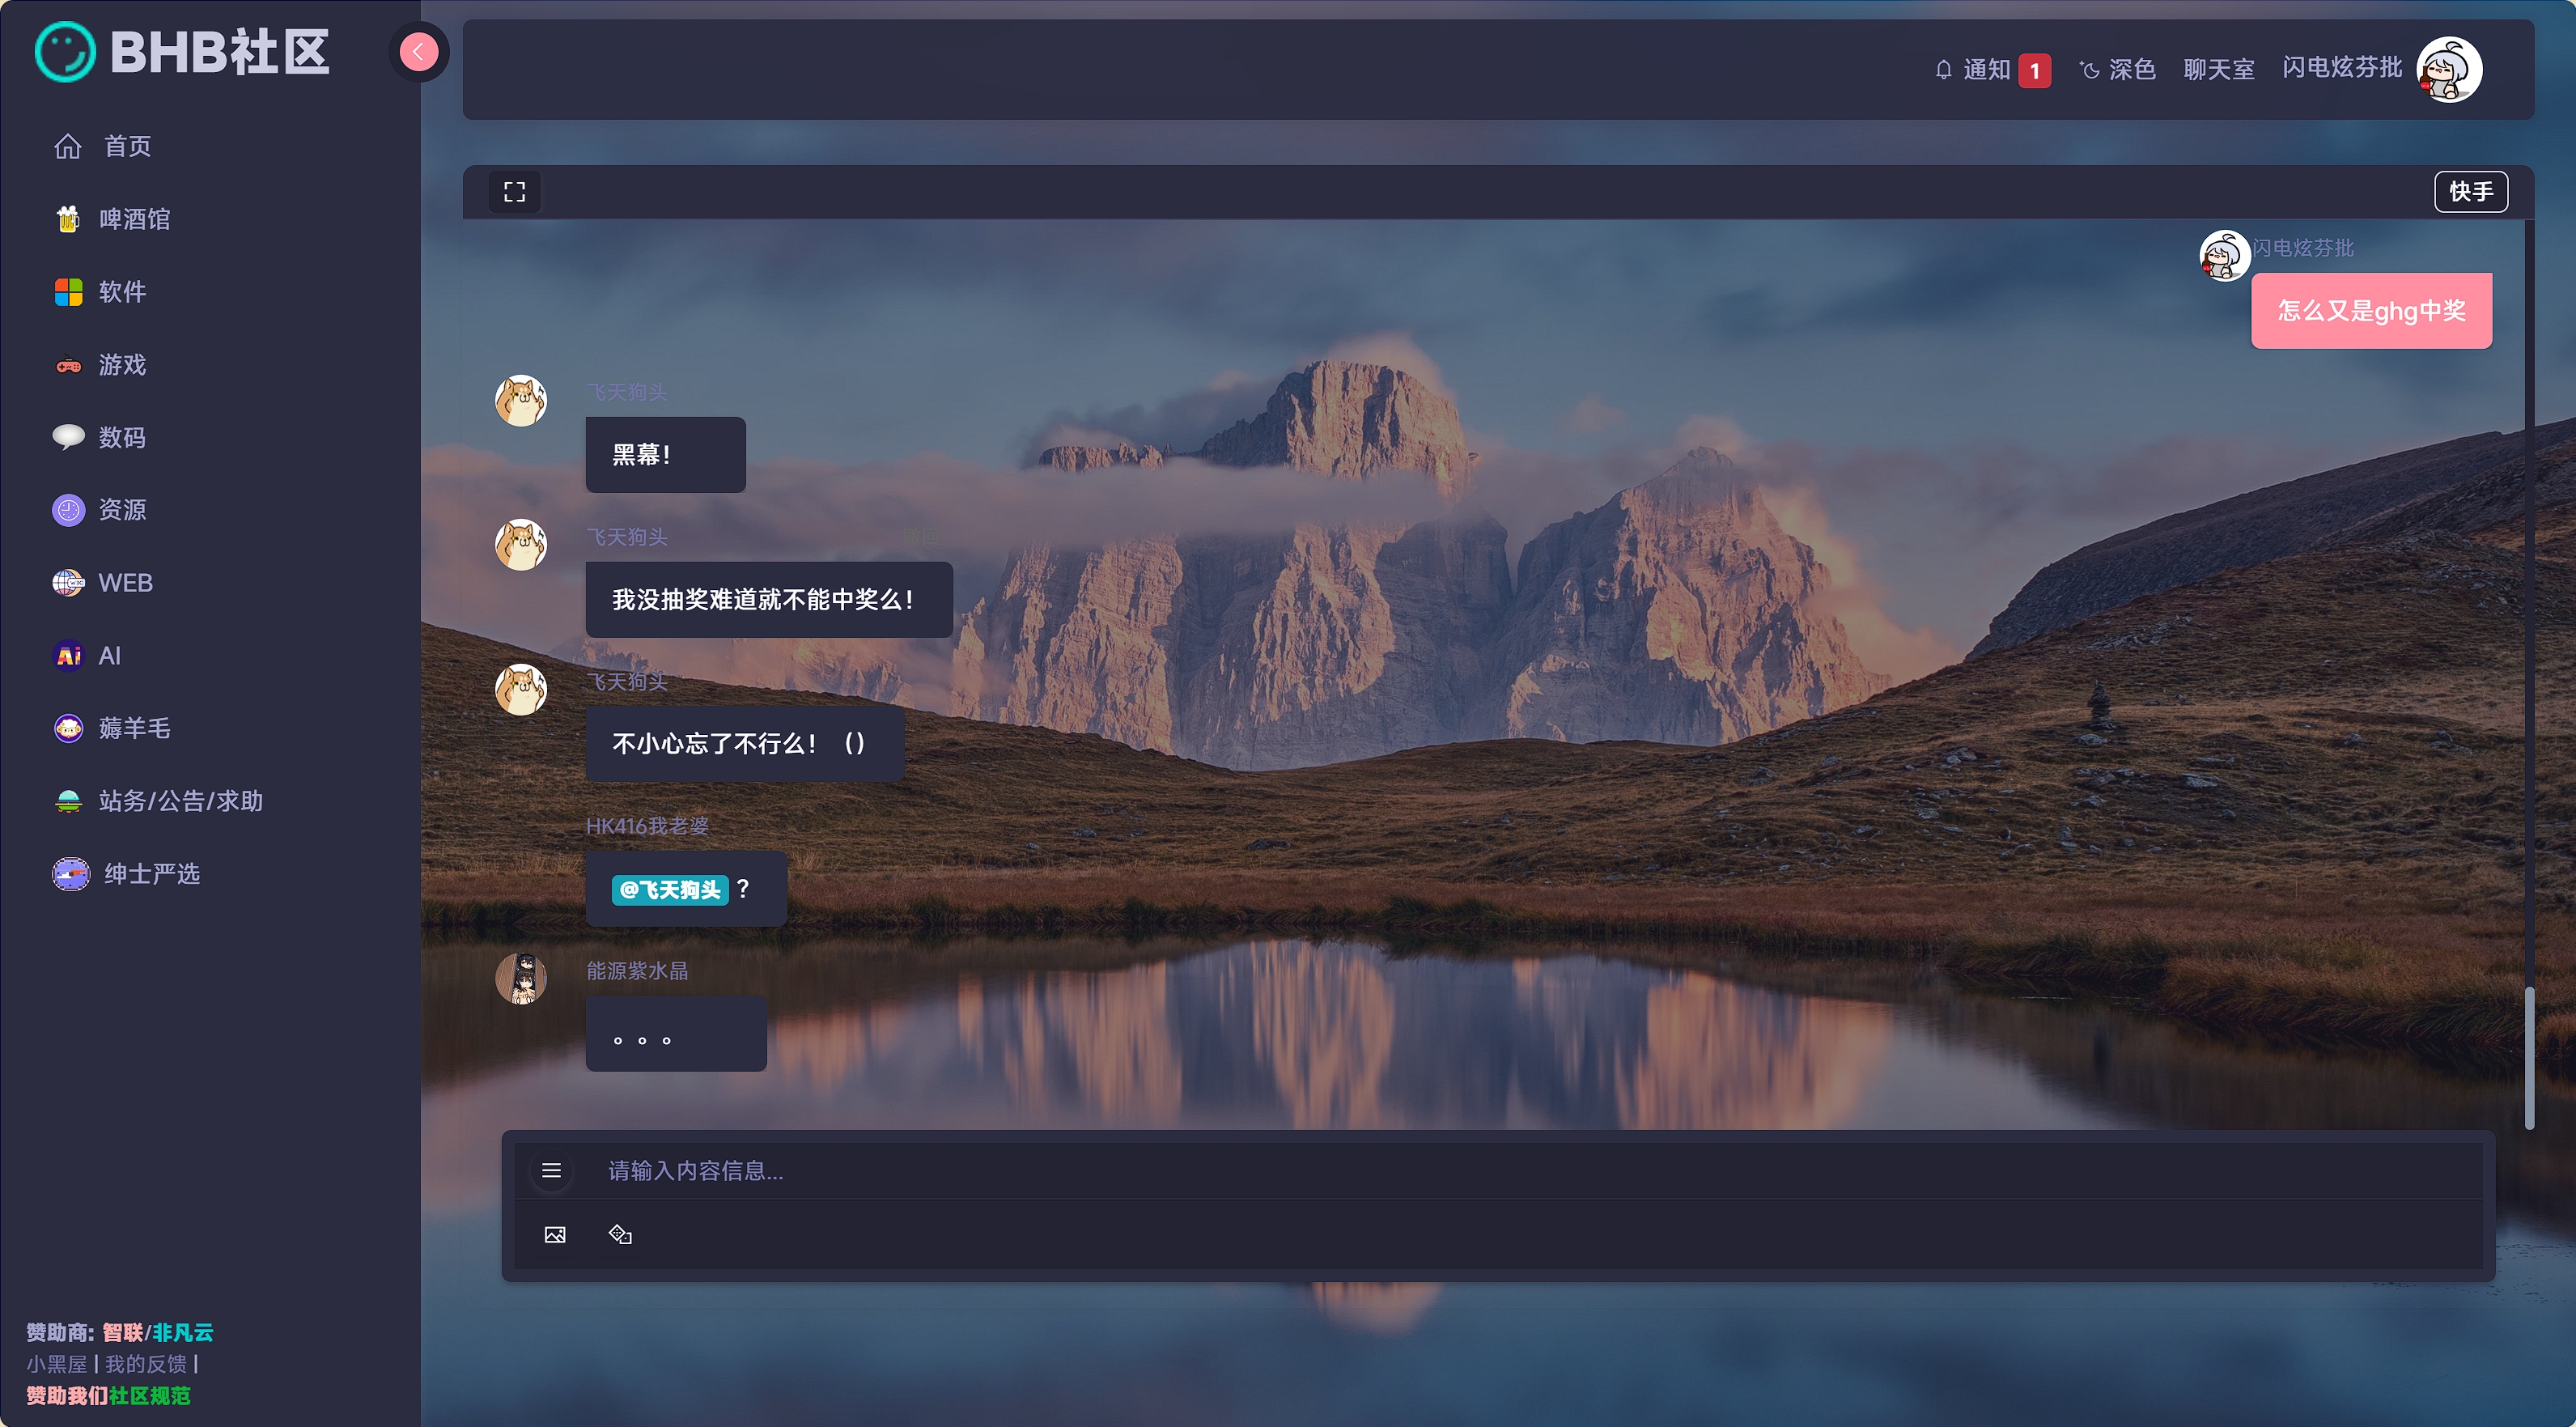 BHB社区
首页
啤酒馆
软件
游戏
数码
资源
WEB
AI
薅羊毛
站务/公告/求助
绅士严选
赞助商: 智联/非凡云
小黑屋 | 我的反馈 |
赞助我们社区规范
通知 1 深色 聊天室 闪电炫芬批
快手
闪电炫芬批
怎么又是ghg中奖
飞天狗头
黑幕！
飞天狗头 撤回
我没抽奖难道就不能中奖么！
飞天狗头
不小心忘了不行么！（）
HK416我老婆
@飞天狗头 ？
能源紫水晶
。。。
请输入内容信息...